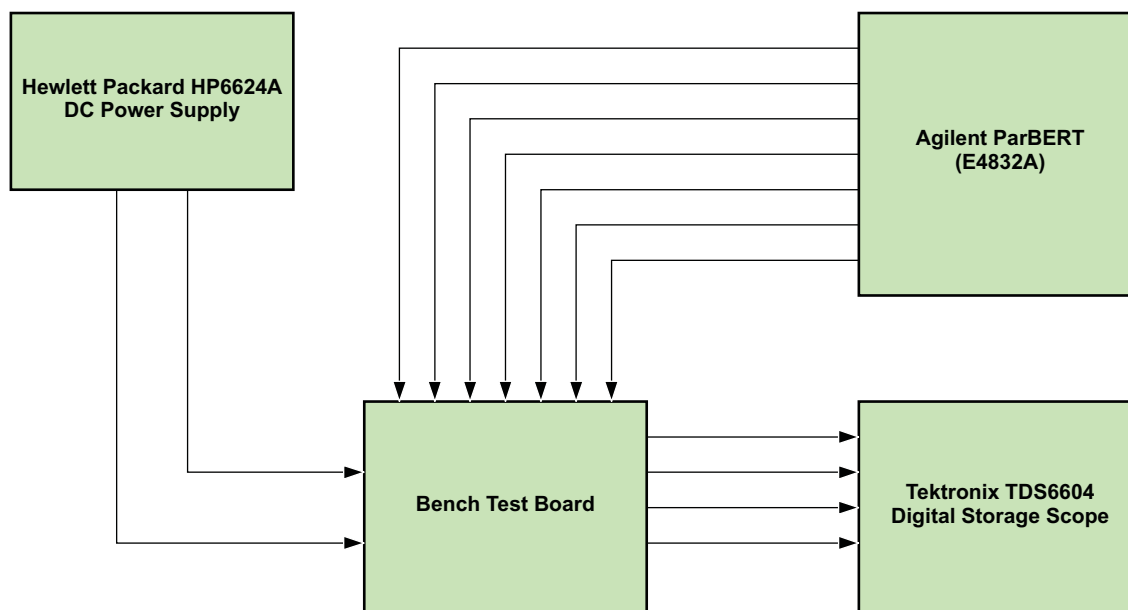 Hewlett Packard HP6624A
DC Power Supply
Agilent ParBERT
(E4832A)
Bench Test Board
Tektronix TDS6604
Digital Storage Scope